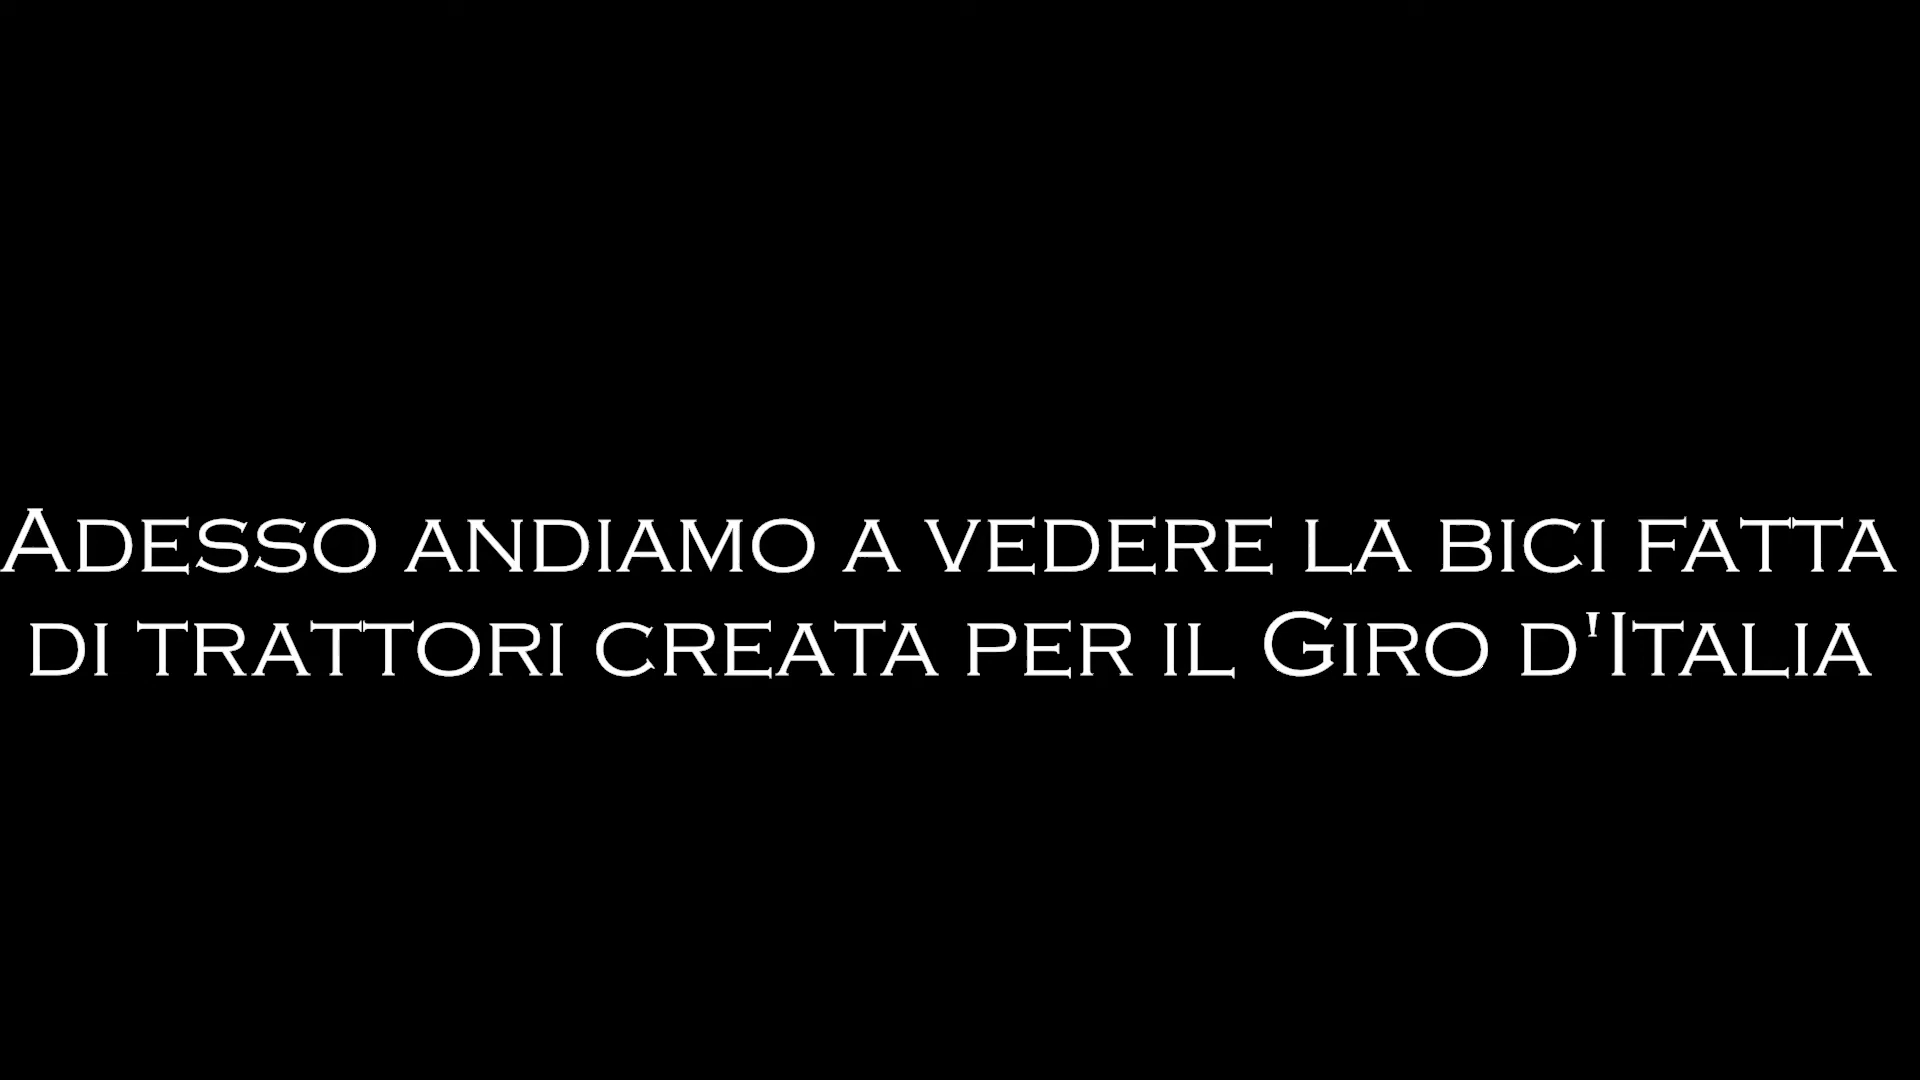 Adesso andiamo a vedere la bici fatta
di trattori creata per il Giro d'Italia